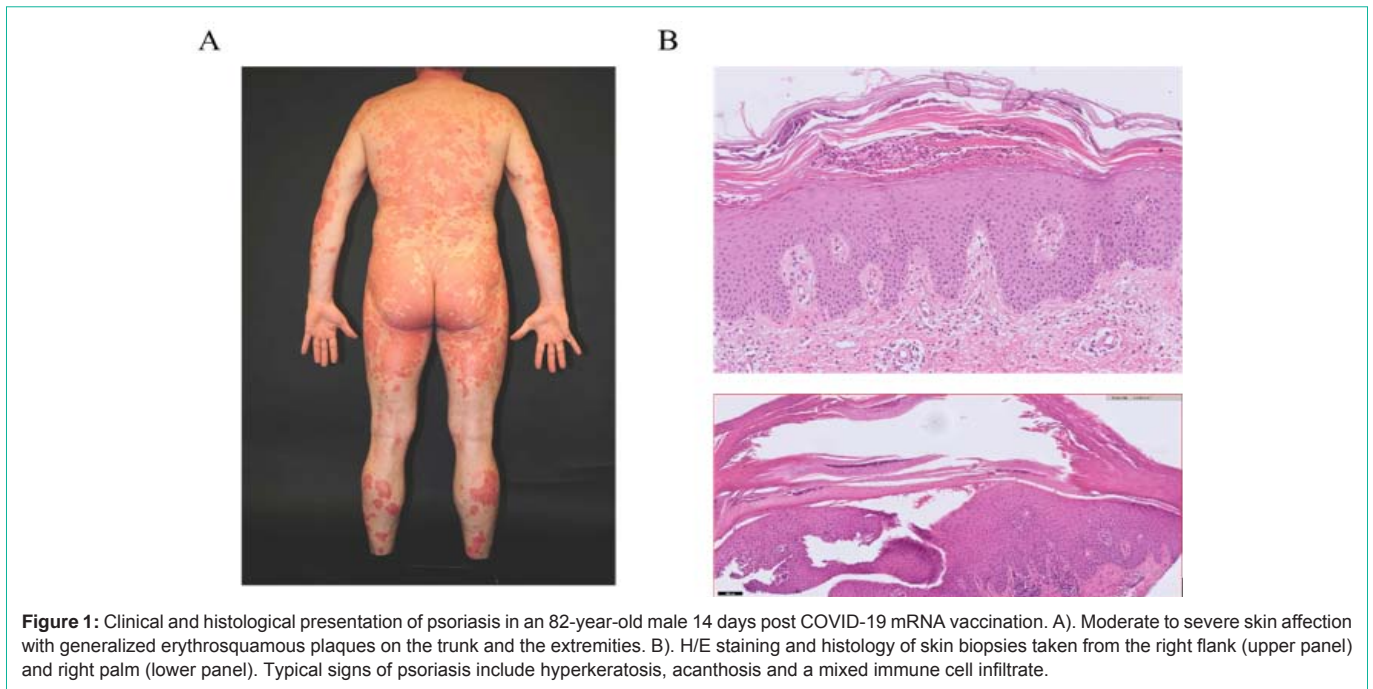 A
B
Figure 1: Clinical and histological presentation of psoriasis in an 82-year-old male 14 days post COVID-19 mRNA vaccination. A). Moderate to severe skin affection
with generalized erythrosquamous plaques on the trunk and the extremities. B). H/E staining and histology of skin biopsies taken from the right flank (upper panel)
and right palm (lower panel). Typical signs of psoriasis include hyperkeratosis, acanthosis and a mixed immune cell infiltrate.